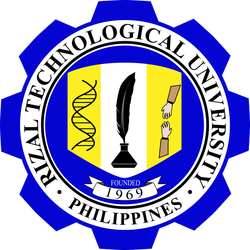 RIZAL TECHNOLOGICAL UNIVERSITY
FOUNDED
1969
PHILIPPINES